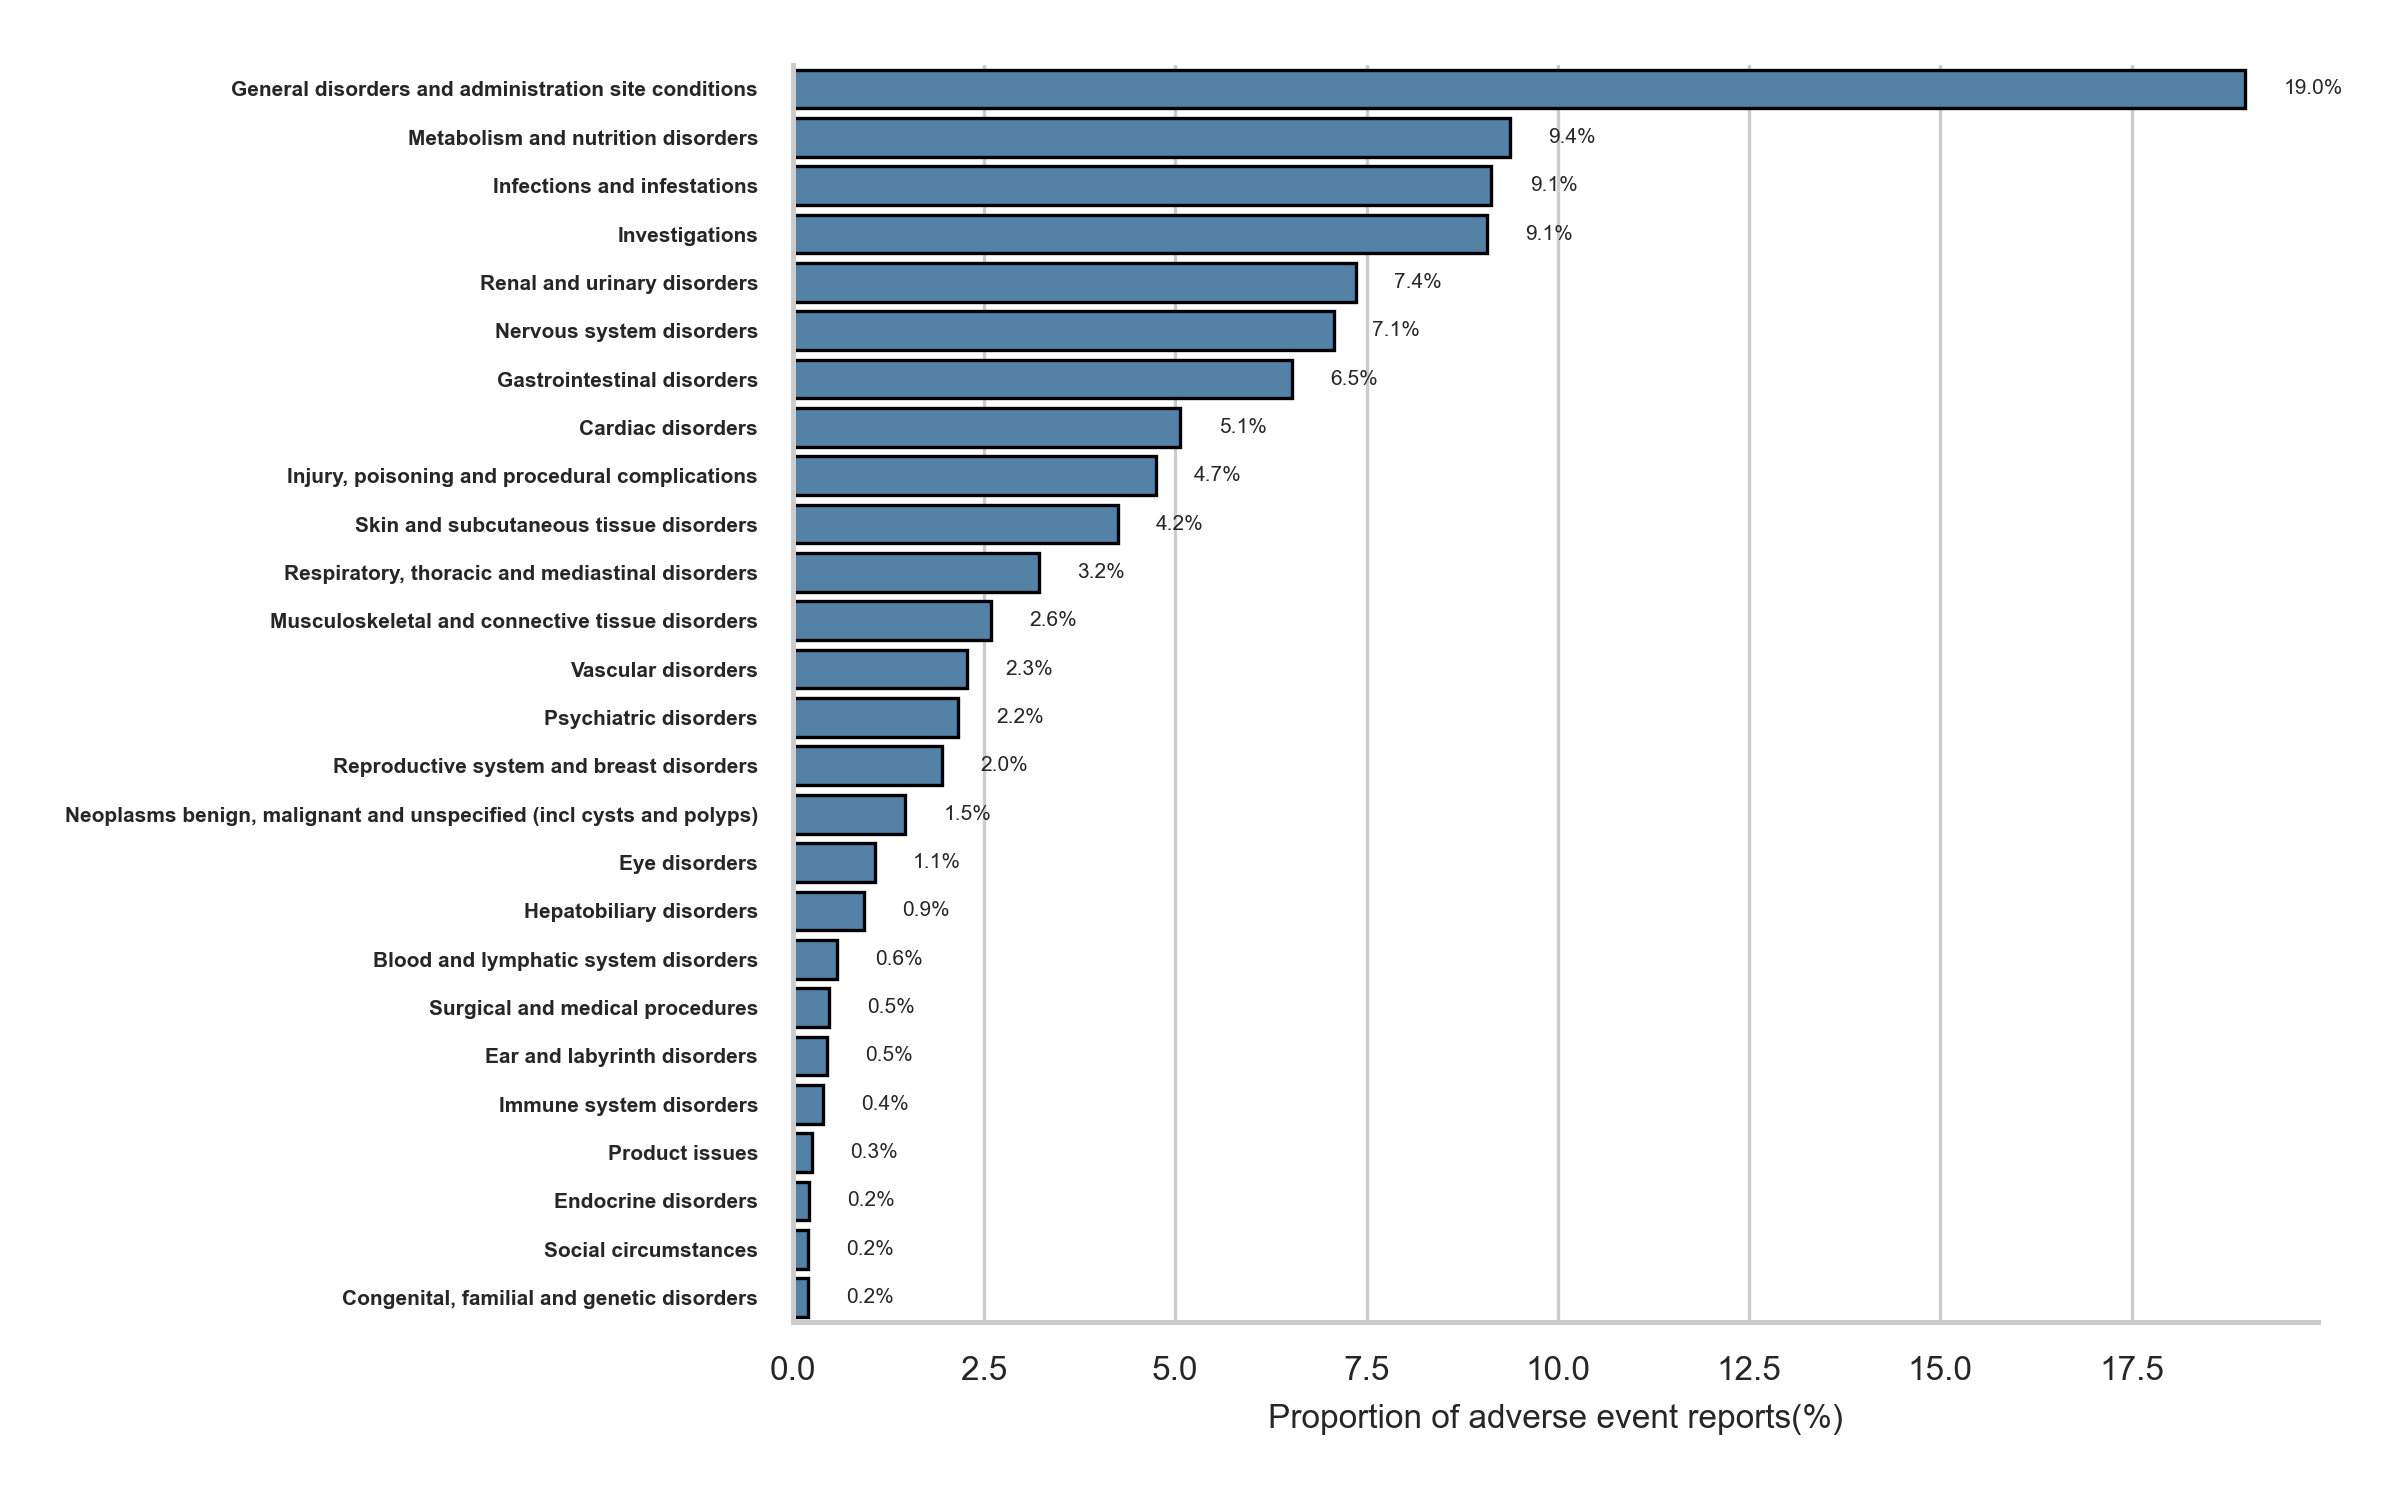 General disorders and administration site conditions 19.0%
Metabolism and nutrition disorders 9.4%
Infections and infestations 9.1%
Investigations 9.1%
Renal and urinary disorders 7.4%
Nervous system disorders 7.1%
Gastrointestinal disorders 6.5%
Cardiac disorders 5.1%
Injury, poisoning and procedural complications 4.7%
Skin and subcutaneous tissue disorders 4.2%
Respiratory, thoracic and mediastinal disorders 3.2%
Musculoskeletal and connective tissue disorders 2.6%
Vascular disorders 2.3%
Psychiatric disorders 2.2%
Reproductive system and breast disorders 2.0%
Neoplasms benign, malignant and unspecified (incl cysts and polyps) 1.5%
Eye disorders 1.1%
Hepatobiliary disorders 0.9%
Blood and lymphatic system disorders 0.6%
Surgical and medical procedures 0.5%
Ear and labyrinth disorders 0.5%
Immune system disorders 0.4%
Product issues 0.3%
Endocrine disorders 0.2%
Social circumstances 0.2%
Congenital, familial and genetic disorders 0.2%
0.0 2.5 5.0 7.5 10.0 12.5 15.0 17.5
Proportion of adverse event reports(%)